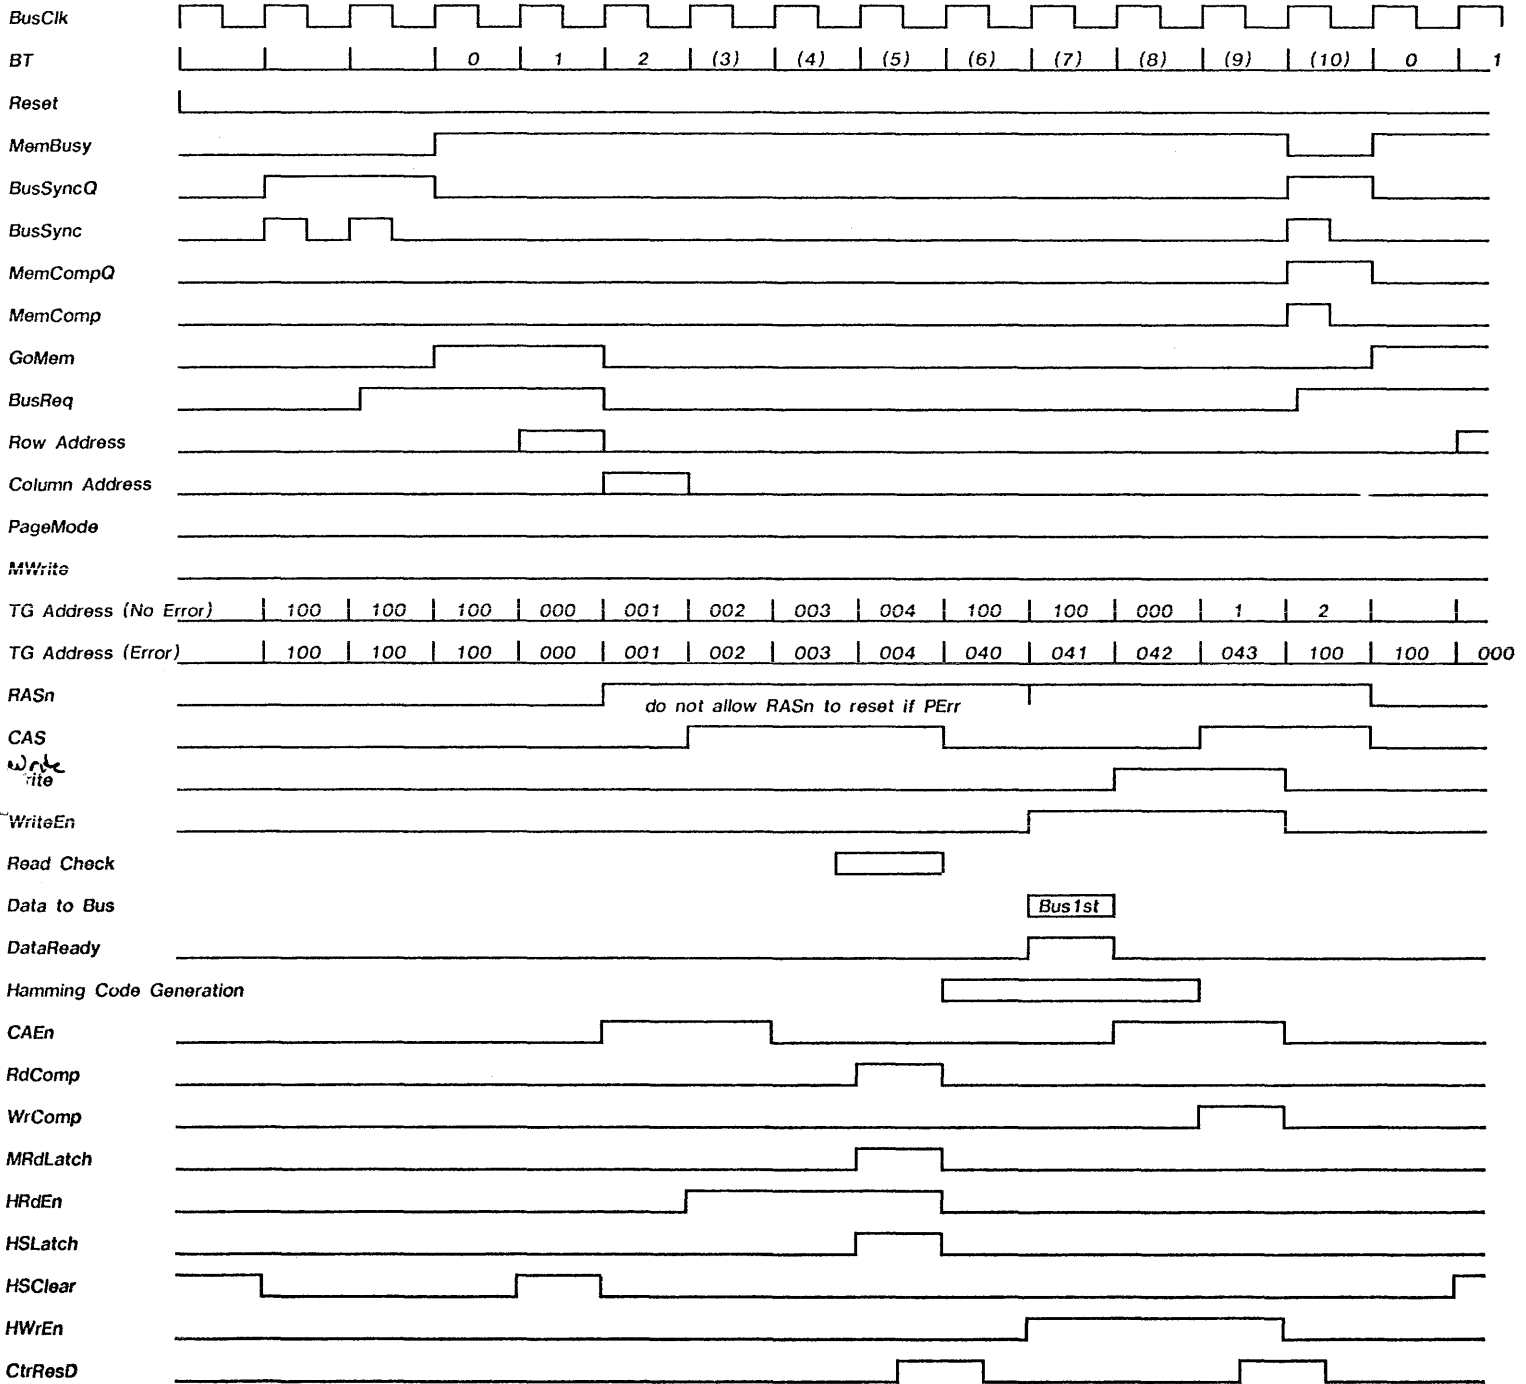 BusClk
BT 0 1 2 (3) (4) (5) (6) (7) (8) (9) (10) 0 1
Reset
MemBusy
BusSyncQ
BusSync
MemCompQ
MemComp
GoMem
BusReq
Row Address
Column Address
PageMode
MWrite
TG Address (No Error) 100 100 100 000 001 002 003 004 100 100 000 1 2
TG Address (Error) 100 100 100 000 001 002 003 004 040 041 042 043 100 100 000
RASn do not allow RASn to reset if PErr
CAS
Write
rite
WriteEn
Read Check
Data to Bus Bus1st
DataReady
Hamming Code Generation
CAEn
RdComp
WrComp
MRdLatch
HRdEn
HSLatch
HSClear
HWrEn
CtrResD